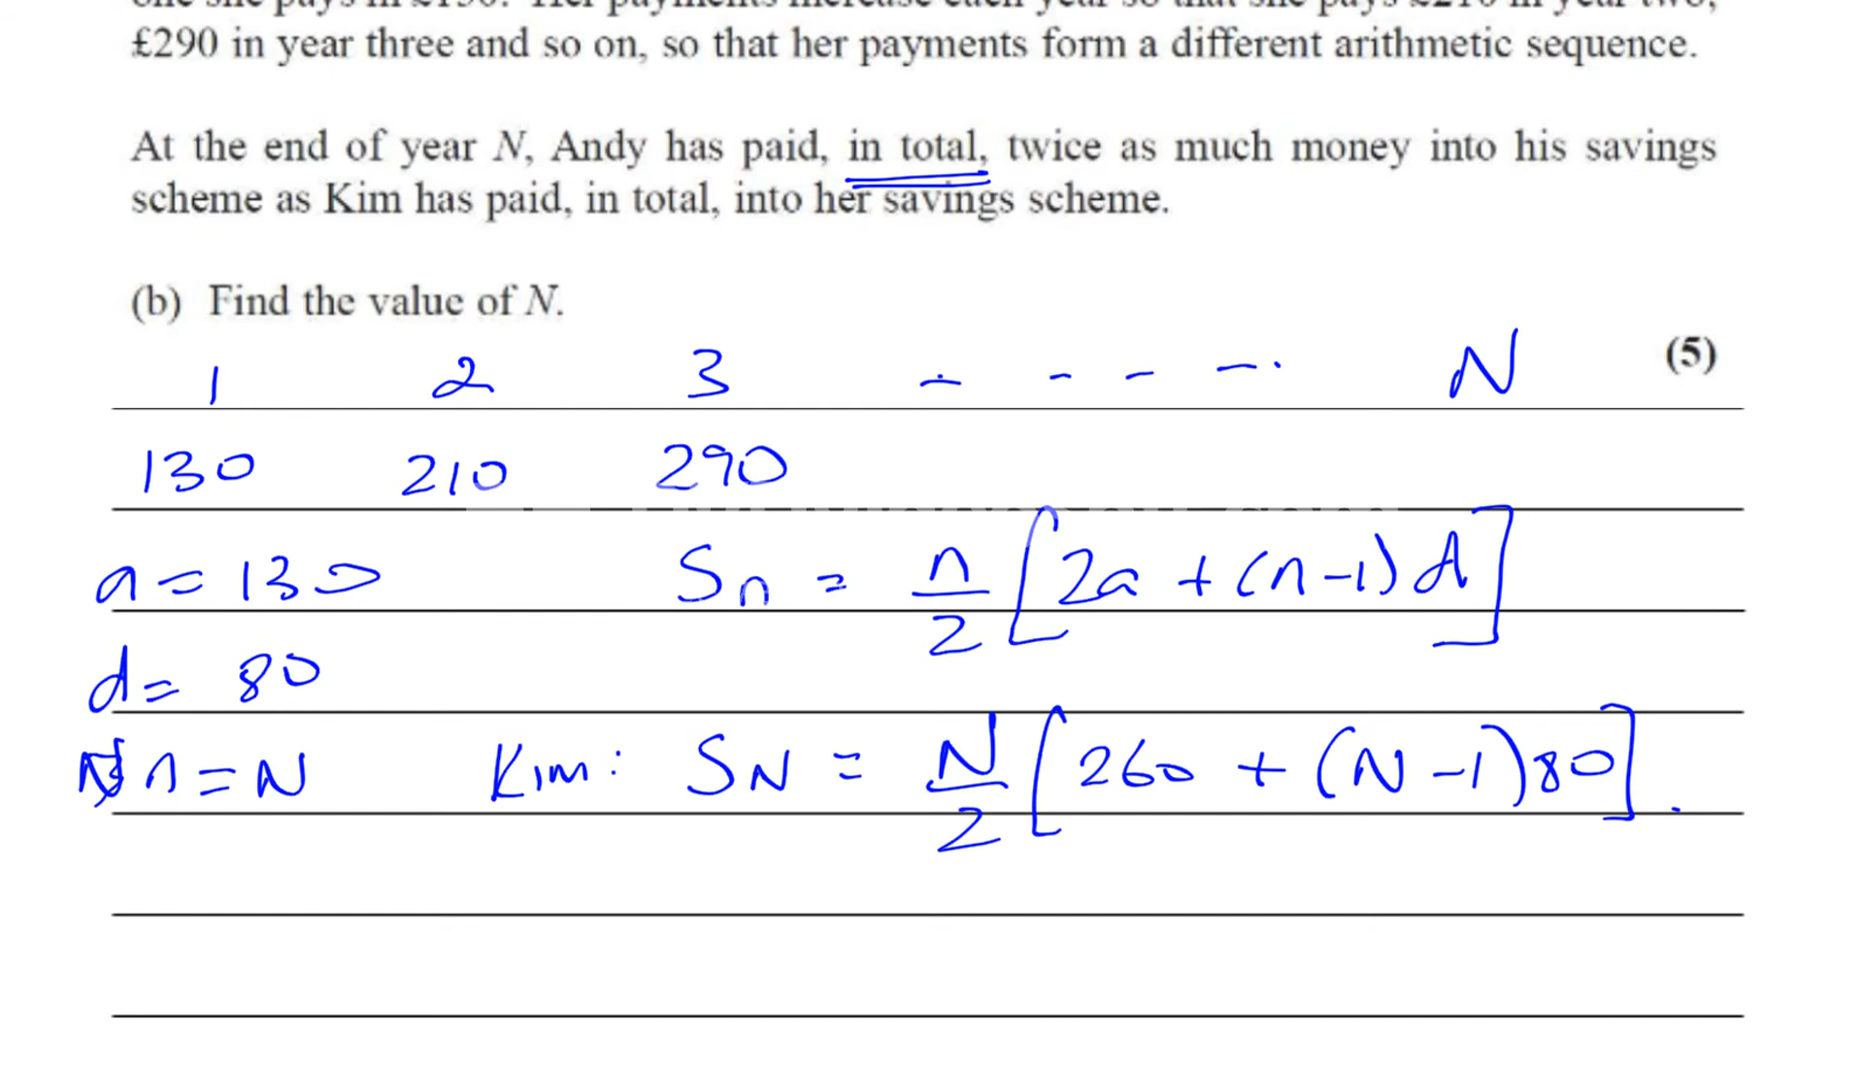 £290 in year three and so on, so that her payments form a different arithmetic sequence.
At the end of year N, Andy has paid, in total, twice as much money into his savings
scheme as Kim has paid, in total, into her savings scheme.
(b) Find the value of N.
(5)
1 2 3 - - - - . N
130 210 290
a = 130 Sn = n/2 [2a + (n-1)d]
d = 80
n = N Kim: SN = N/2 [260 + (N-1)80].